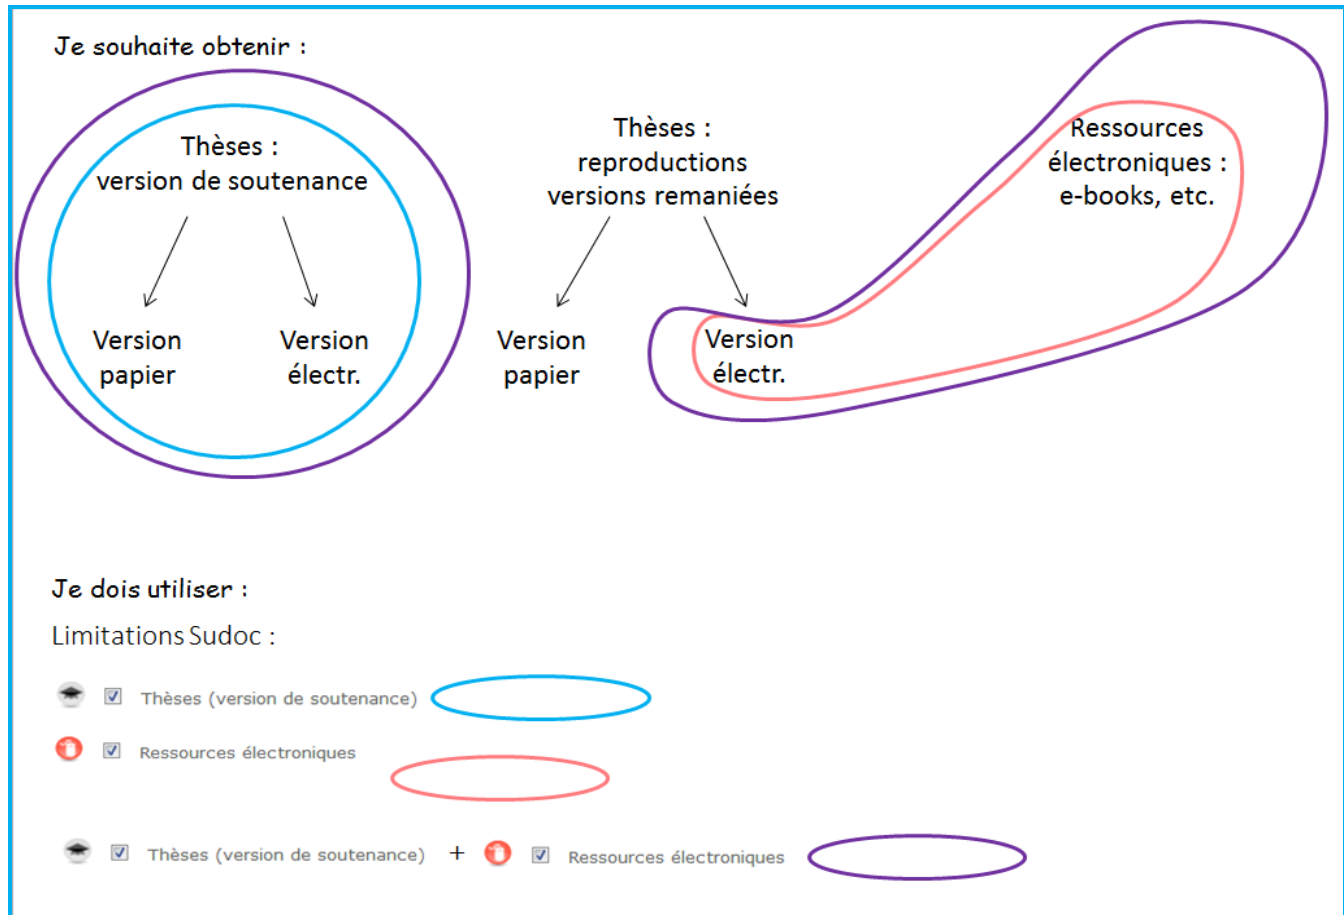 Je souhaite obtenir :
Thèses :
version de soutenance
Version
papier
Version
électr.
Thèses :
reproductions
versions remaniées
Version
papier
Version
électr.
Ressources
électroniques :
e-books, etc.
Je dois utiliser :
Limitations Sudoc :
Thèses (version de soutenance)
Ressources électroniques
Thèses (version de soutenance) + Ressources électroniques